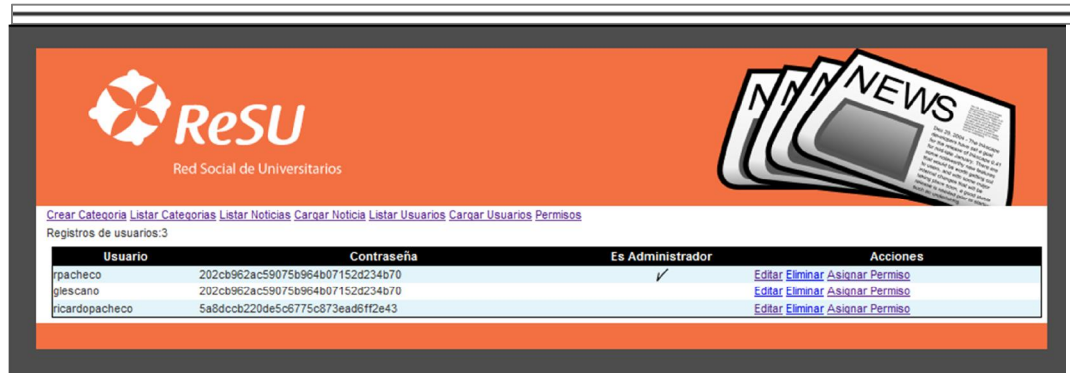 ReSU
Red Social de Universitarios
NEWS
Crear Categoria Listar Categorias Listar Noticias Cargar Noticia Listar Usuarios Cargar Usuarios Permisos
Registros de usuarios:3
Usuario Contraseña Es Administrador Acciones
rpacheco 202cb962ac59075b964b07152d234b70 Editar Eliminar Asignar Permiso
glescano 202cb962ac59075b964b07152d234b70 Editar Eliminar Asignar Permiso
ricardopacheco 5a8dccb220de5c6775c873ead6ff2e43 Editar Eliminar Asignar Permiso